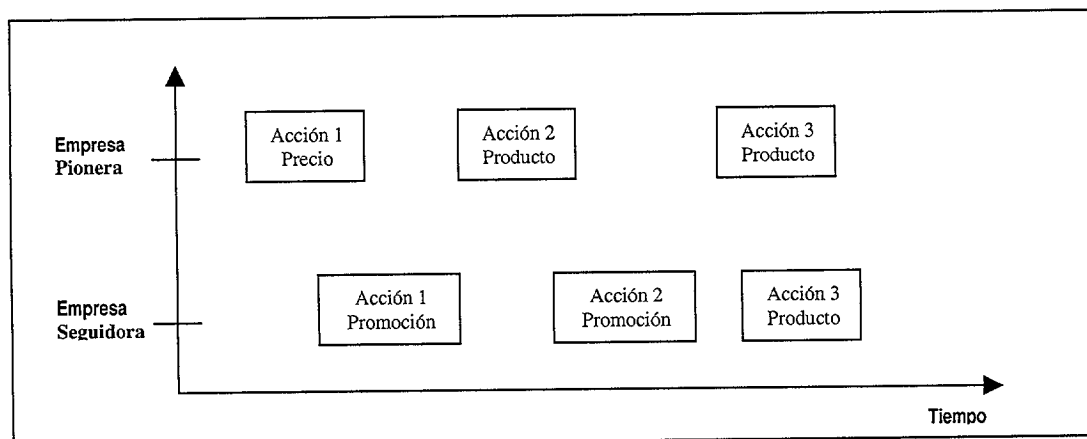 Empresa
Pionera
Acción 1
Precio
Acción 2
Producto
Acción 3
Producto
Empresa
Seguidora
Acción 1
Promoción
Acción 2
Promoción
Acción 3
Producto
Tiempo